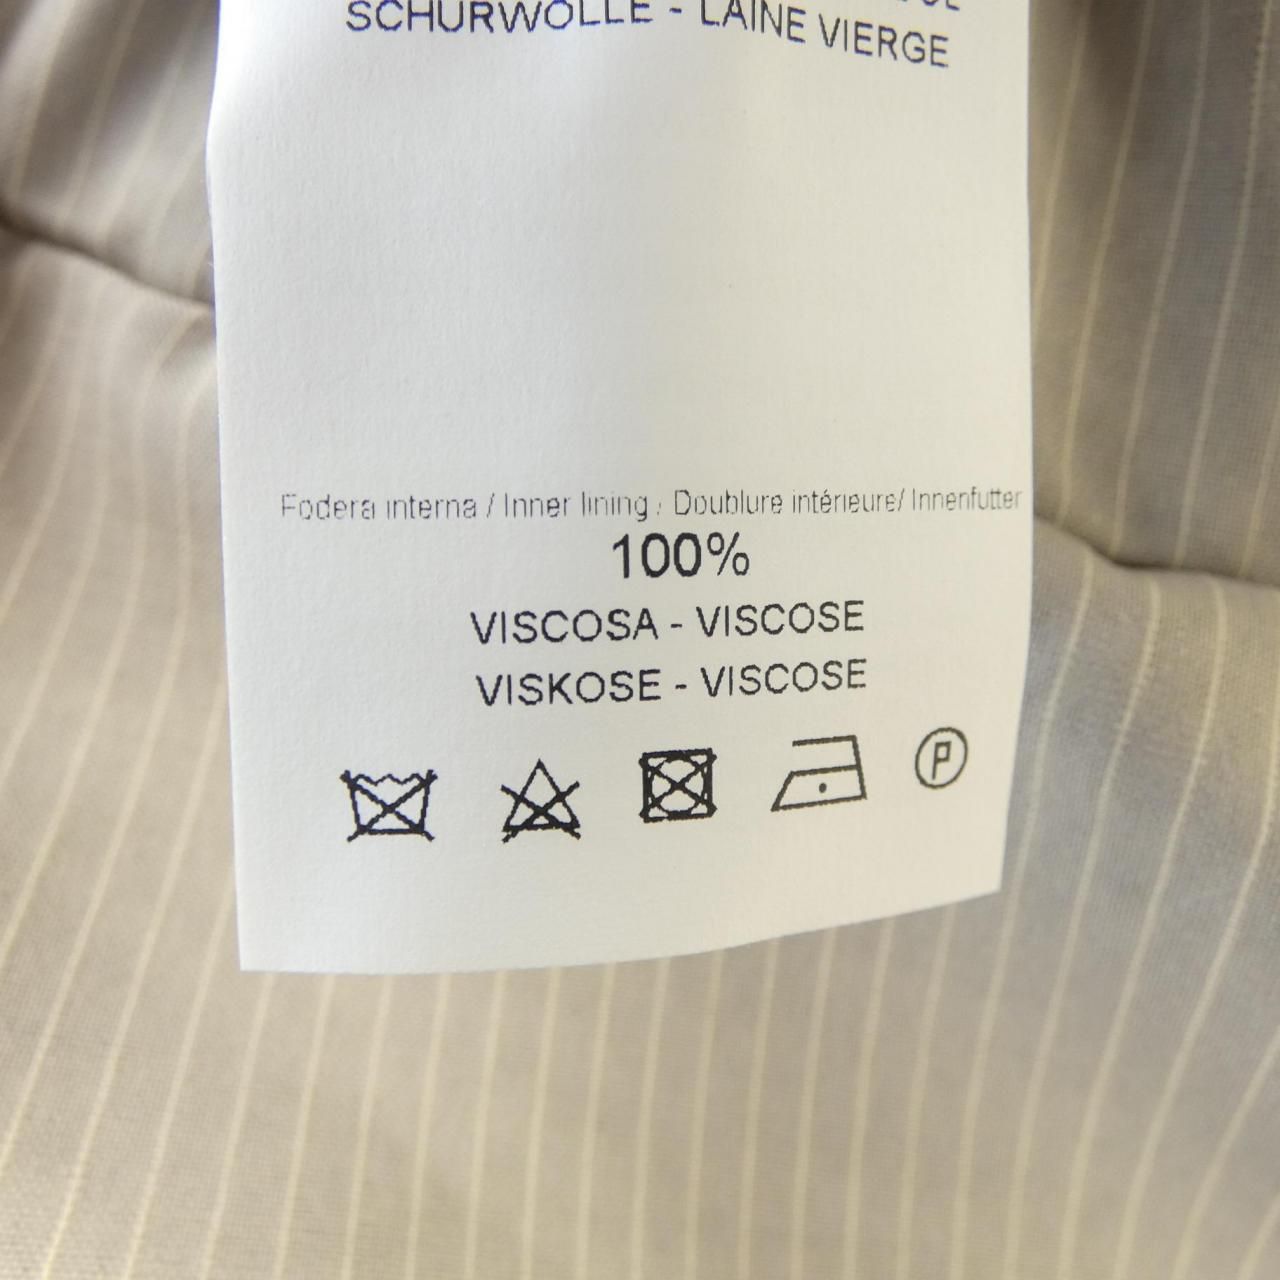 SCHURWOLLE - LAINE VIERGE
Fodera interna / Inner lining / Doublure intérieure/ Innenfutter
100%
VISCOSA - VISCOSE
VISKOSE - VISCOSE
P